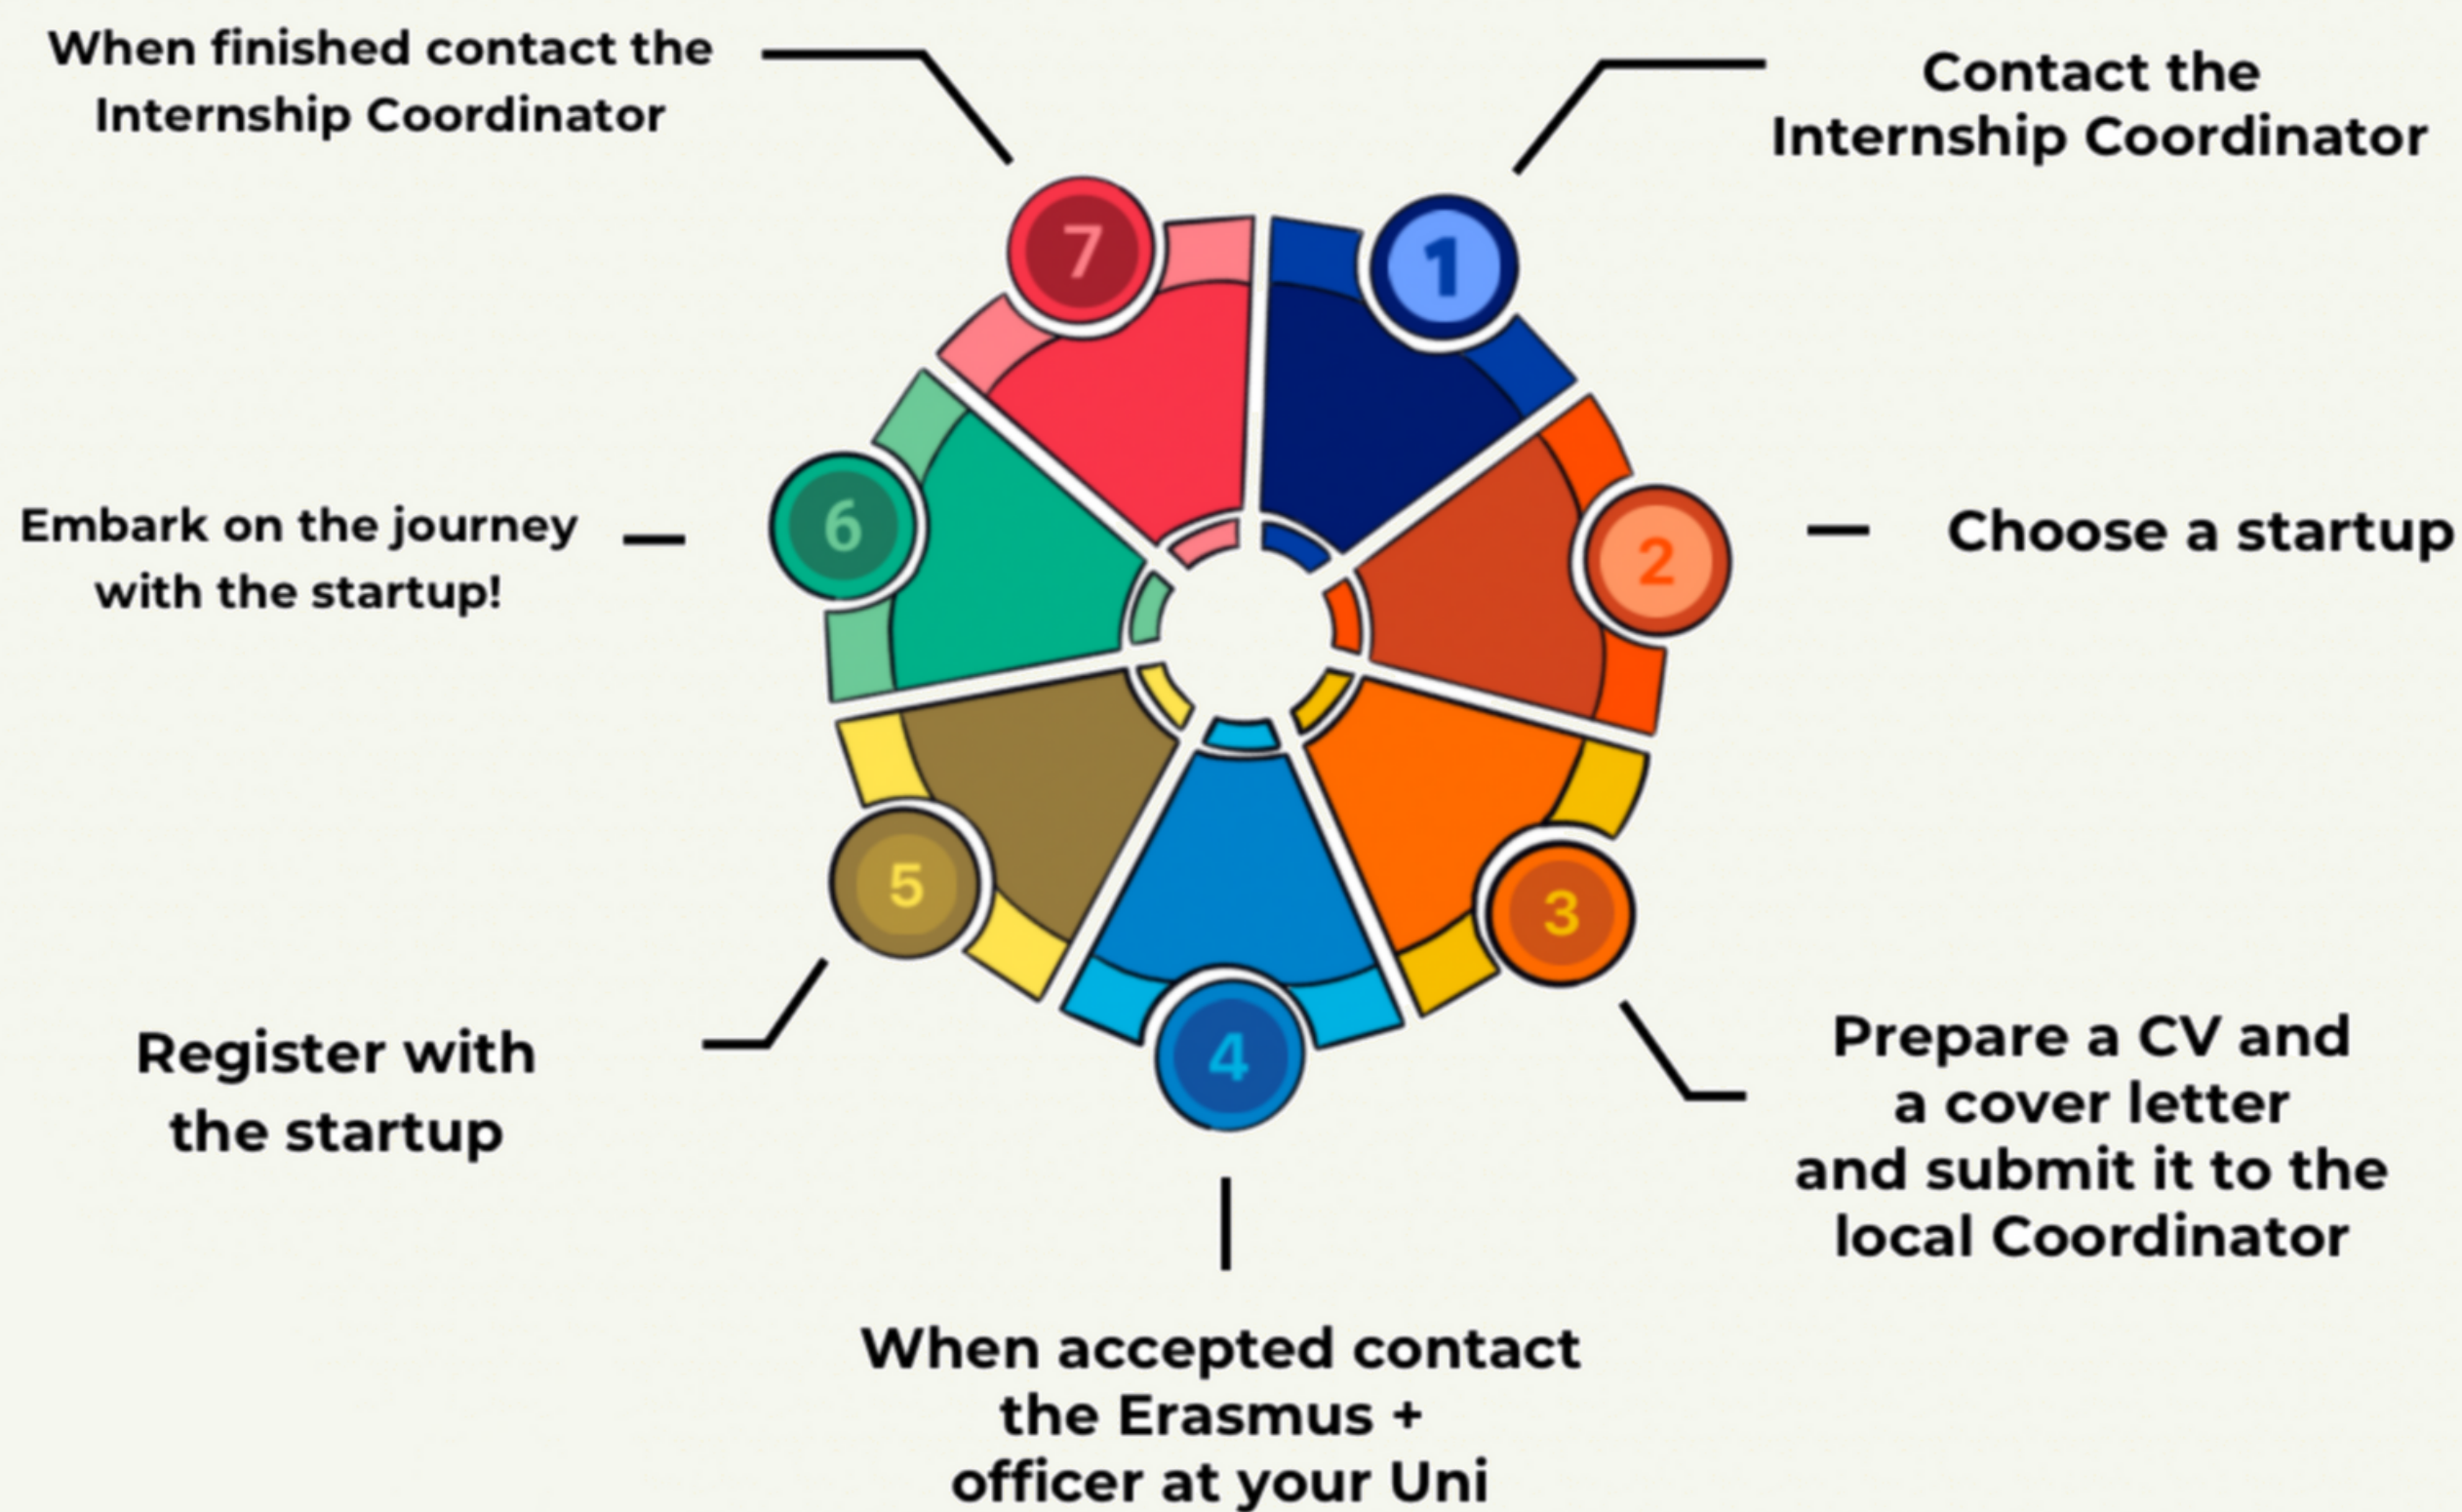 1
Contact the
Internship Coordinator
2
Choose a startup
3
Prepare a CV and
a cover letter
and submit it to the
local Coordinator
4
When accepted contact
the Erasmus +
officer at your Uni
5
Register with
the startup
6
Embark on the journey
with the startup!
7
When finished contact the
Internship Coordinator